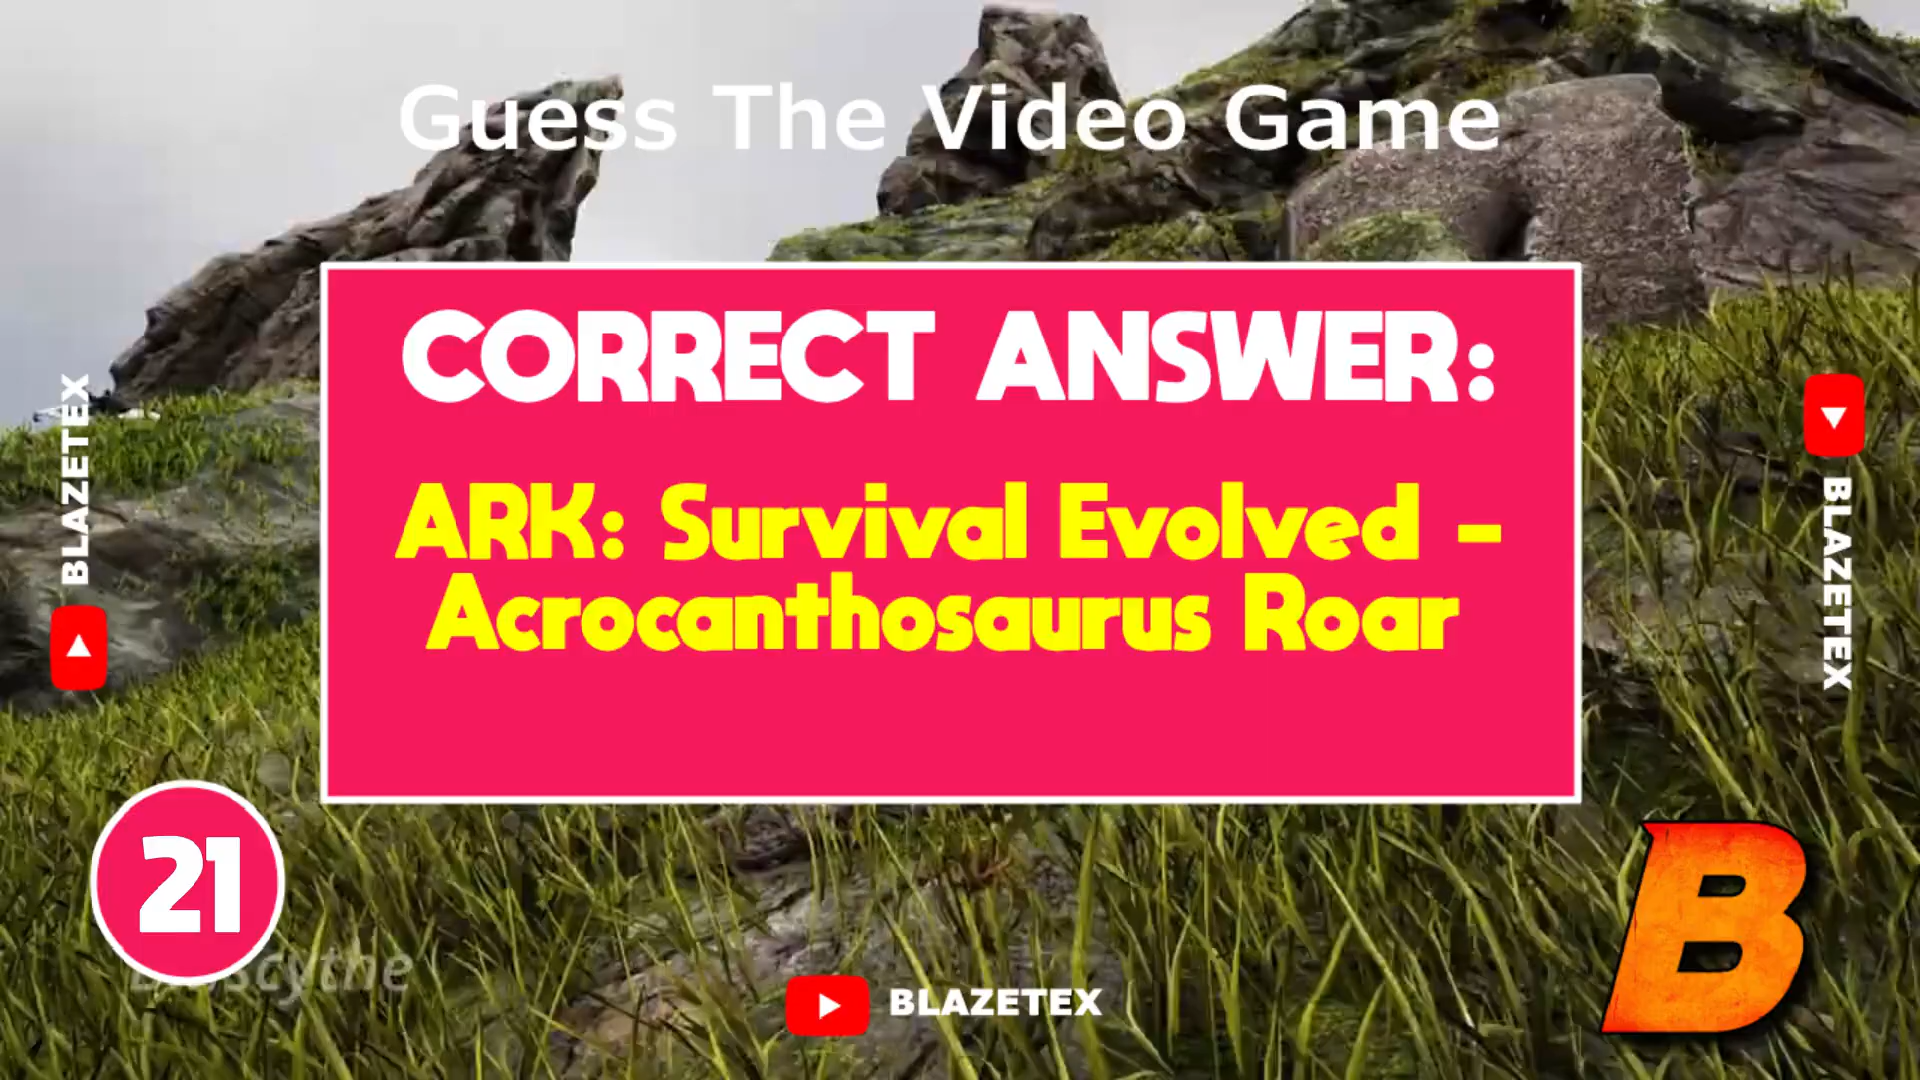 Guess The Video Game
CORRECT ANSWER:
ARK: Survival Evolved -
Acrocanthosaurus Roar
BLAZETEX
BLAZETEX
21
B
BLAZETEX